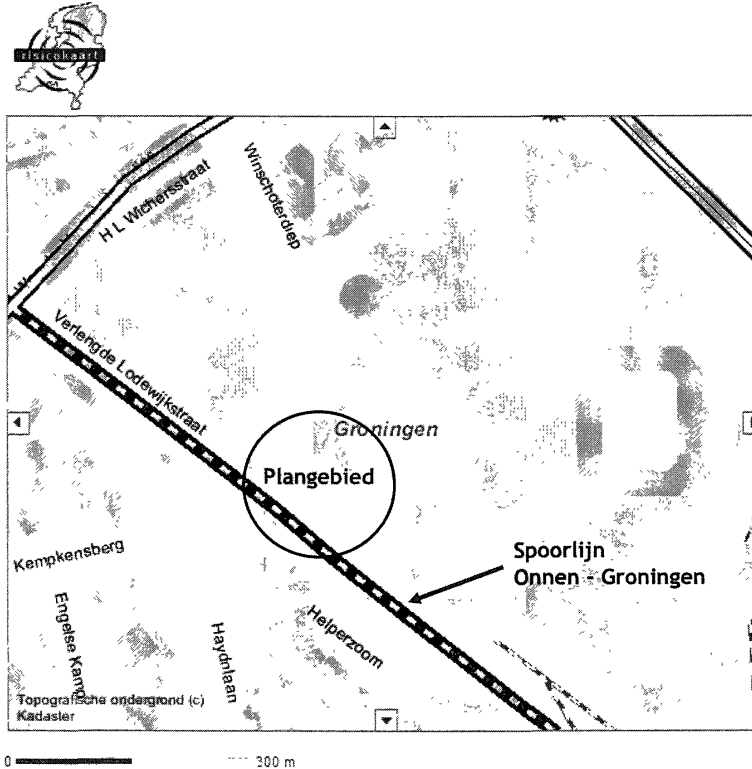 risicokaart
H L Wichersstraat
Winschoterdiep
Verlengde Lodewijkstraat
Groningen
Plangebied
Spoorlijn
Onnen - Groningen
Kempkensberg
Engelse Kamp
Haydnlaan
Helperzoom
Topografische ondergrond (c)
Kadaster
0
300 m